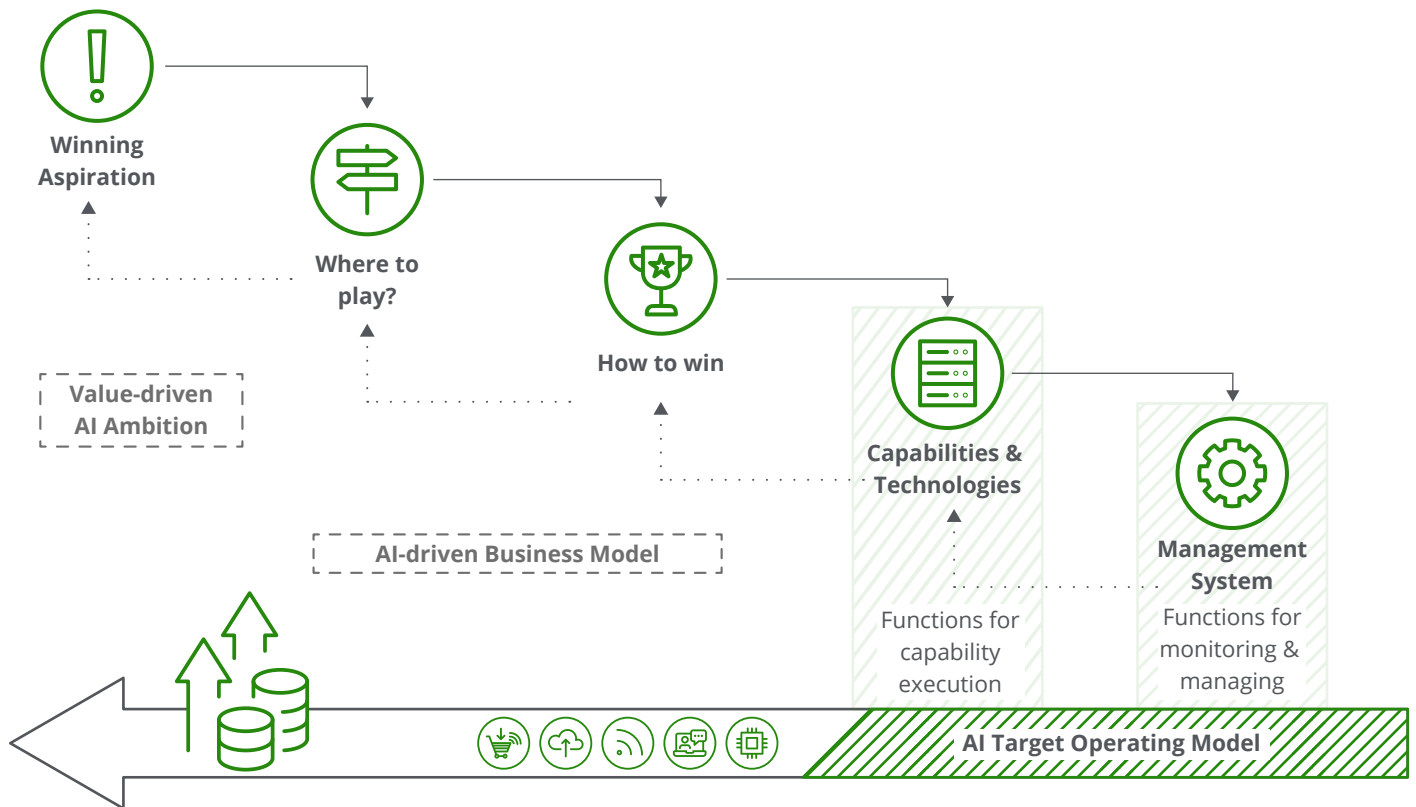 Winning
Aspiration
Where to
play?
How to win
Value-driven
AI Ambition
Capabilities &
Technologies
AI-driven Business Model
Management
System
Functions for
capability
execution
Functions for
monitoring &
managing
AI Target Operating Model